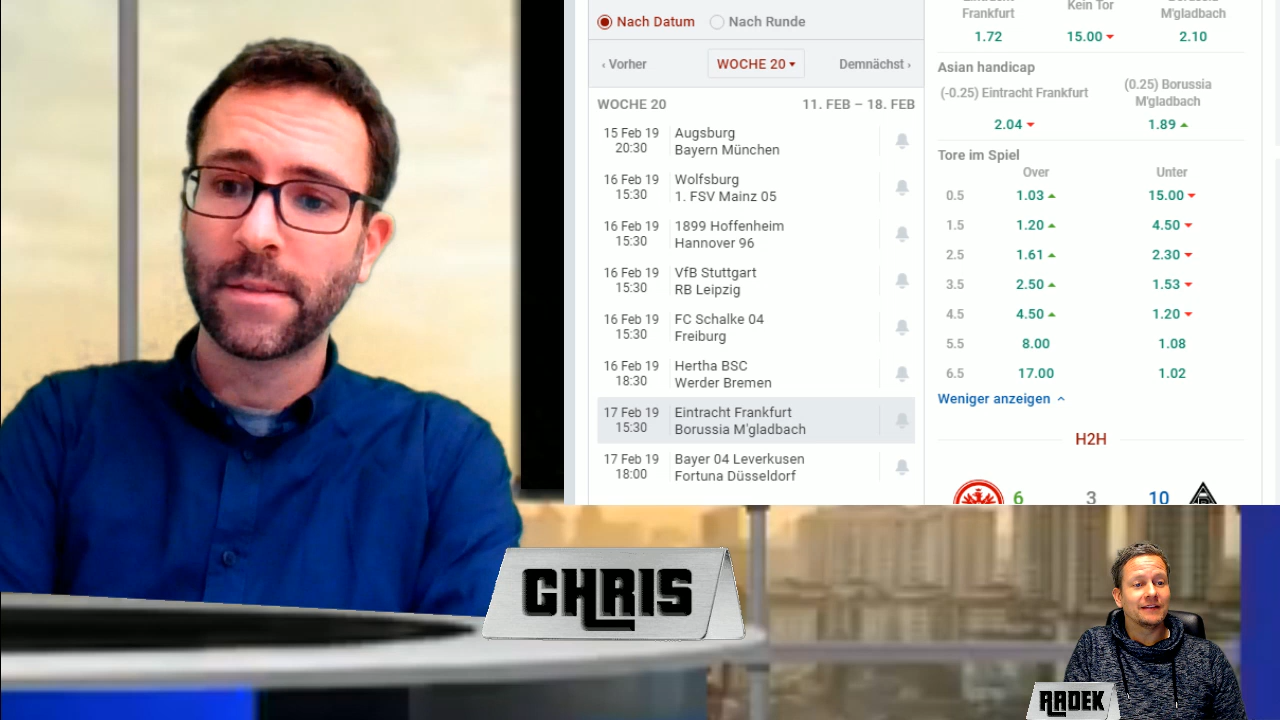 Nach Datum
Nach Runde
‹ Vorher
WOCHE 20
Demnächst ›
WOCHE 20
11. FEB – 18. FEB
15 Feb 19
20:30
Augsburg
Bayern München
16 Feb 19
15:30
Wolfsburg
1. FSV Mainz 05
16 Feb 19
15:30
1899 Hoffenheim
Hannover 96
16 Feb 19
15:30
VfB Stuttgart
RB Leipzig
16 Feb 19
15:30
FC Schalke 04
Freiburg
16 Feb 19
18:30
Hertha BSC
Werder Bremen
17 Feb 19
15:30
Eintracht Frankfurt
Borussia M'gladbach
17 Feb 19
18:00
Bayer 04 Leverkusen
Fortuna Düsseldorf
Frankfurt
Kein Tor
M'gladbach
1.72 15.00 2.10
Asian handicap
(-0.25) Eintracht Frankfurt
(0.25) Borussia
M'gladbach
2.04 1.89
Tore im Spiel
Over Unter
0.5 1.03 15.00
1.5 1.20 4.50
2.5 1.61 2.30
3.5 2.50 1.53
4.5 4.50 1.20
5.5 8.00 1.08
6.5 17.00 1.02
Weniger anzeigen
H2H
6 3 10
CHRIS
RADEK